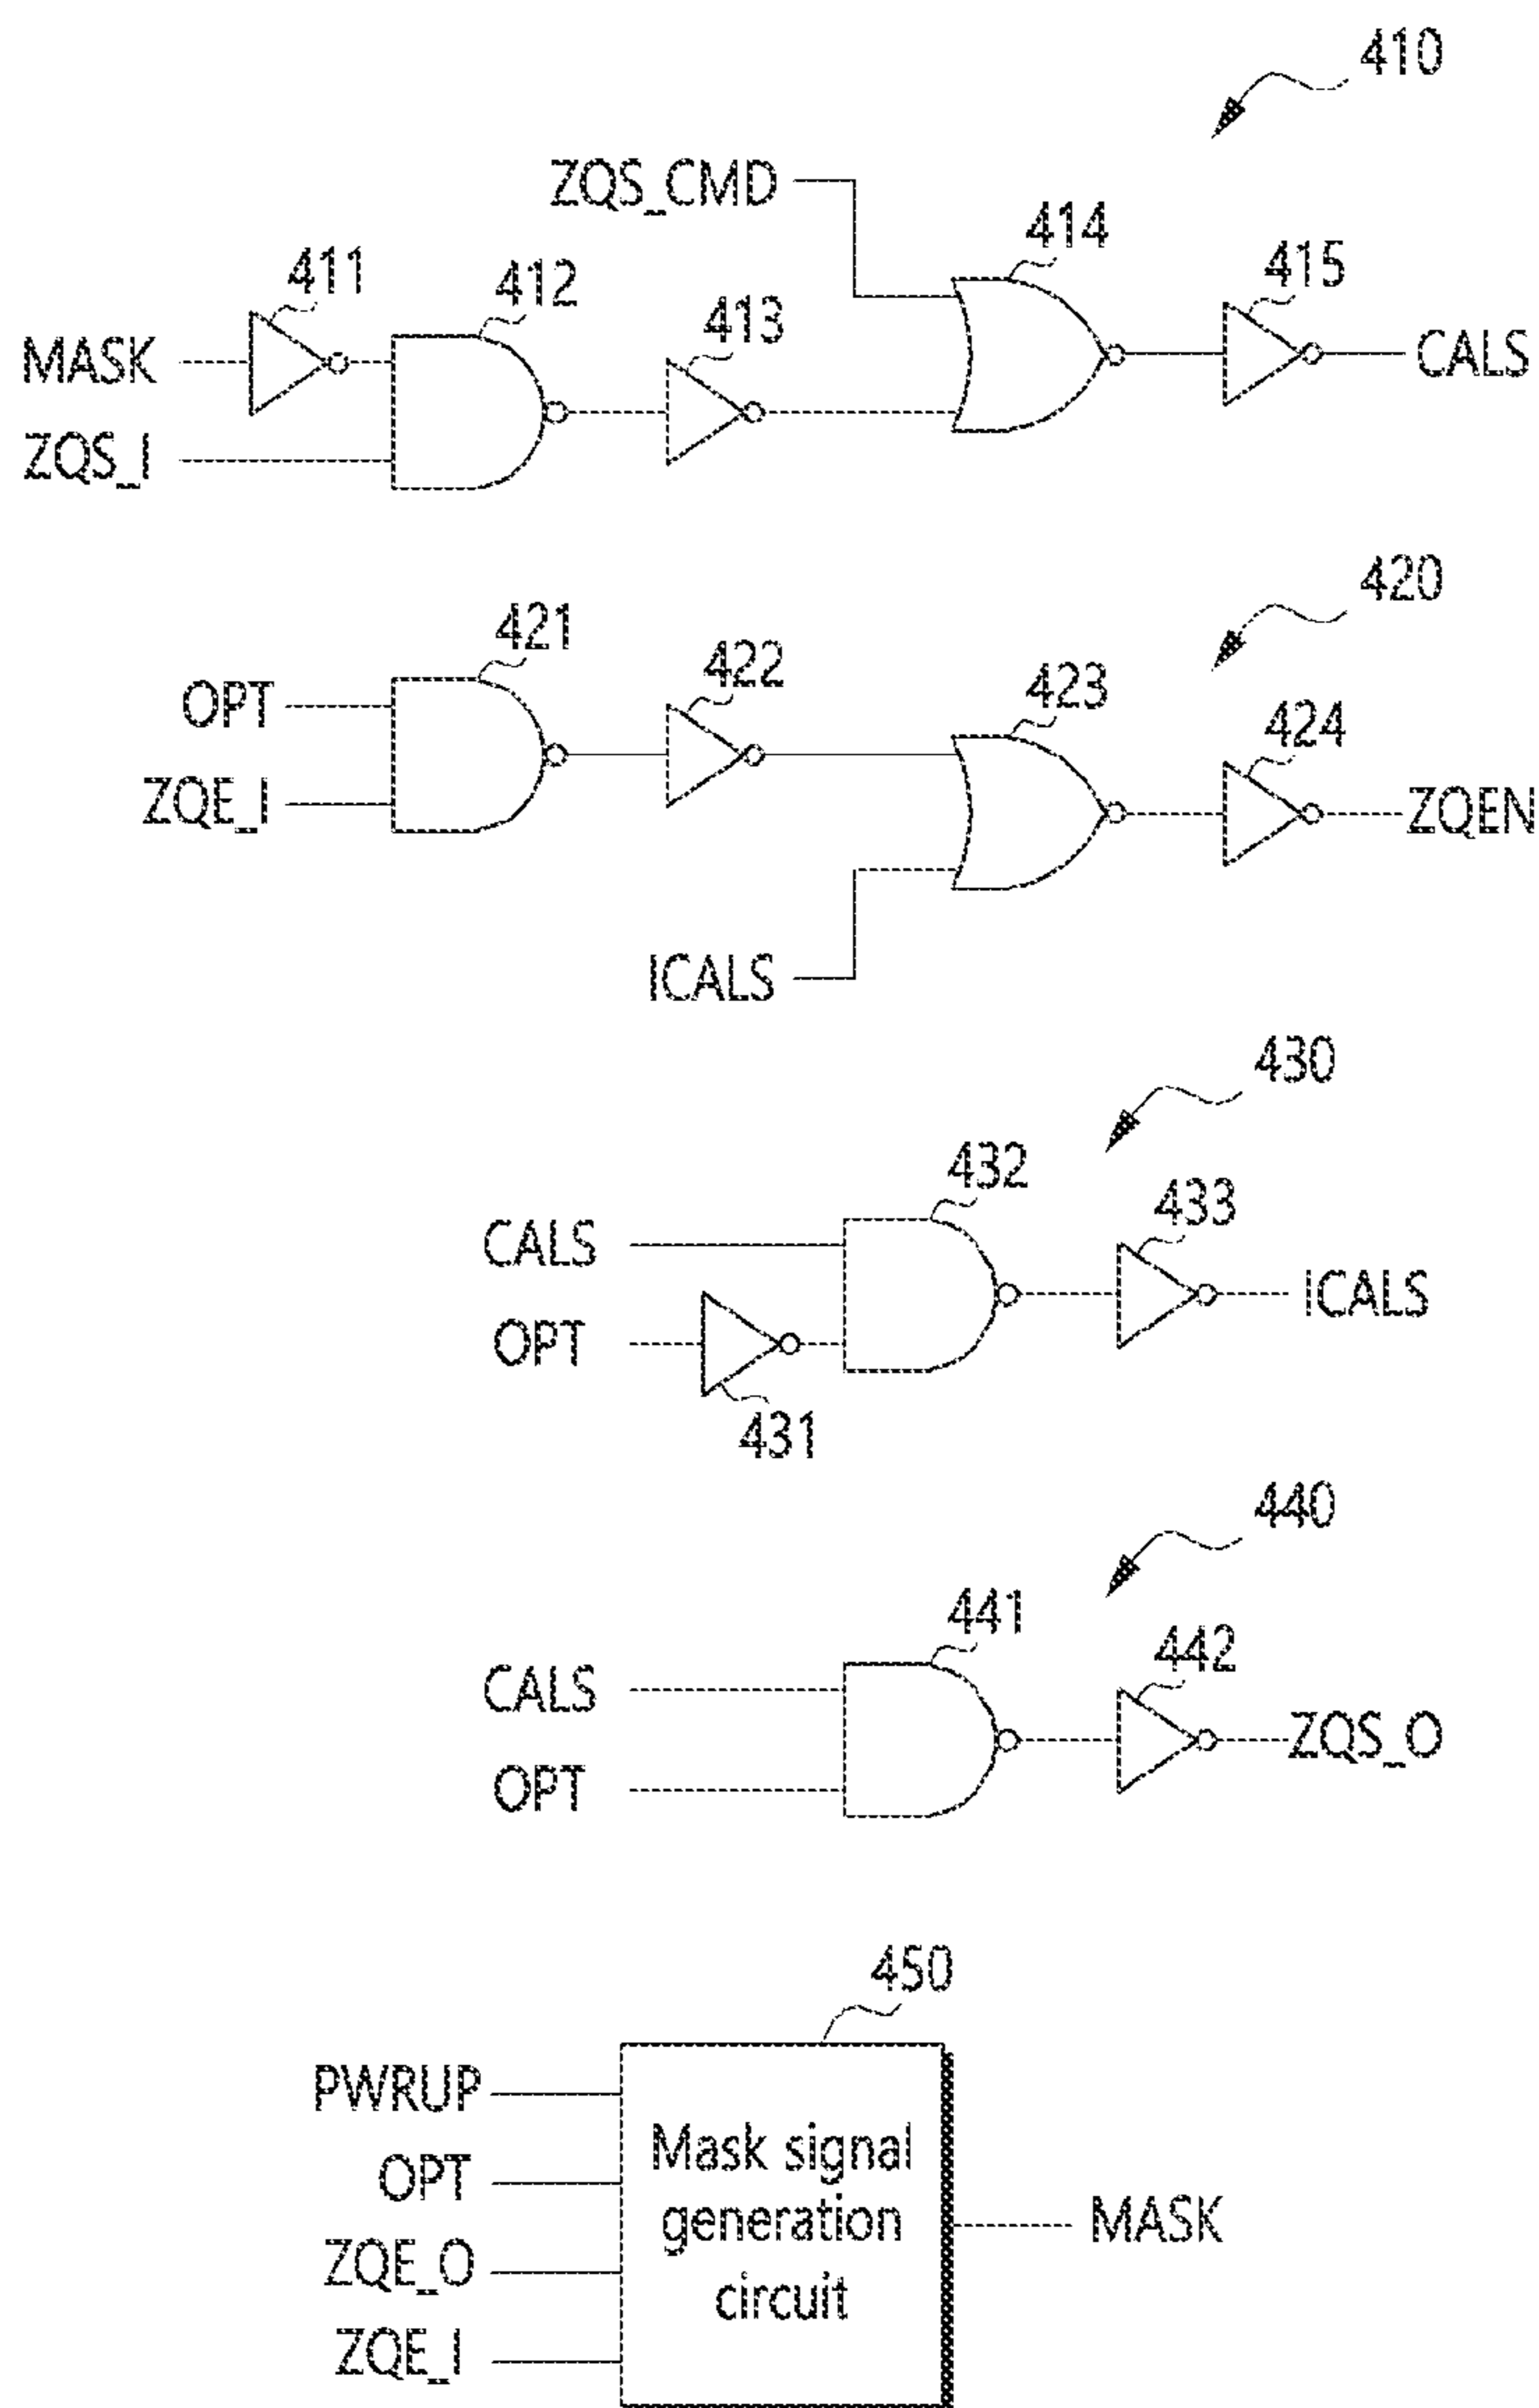 410
ZQS_CMD
414
415
411
412
413
MASK
CALS
ZQS_I
420
421
422
423
424
OPT
ZQE_I
ZQEN
ICALS
430
432
433
CALS
ICALS
OPT
431
440
441
442
CALS
ZQS_O
OPT
450
PWRUP
OPT
ZQE_O
ZQE_I
Mask signal
generation
circuit
MASK